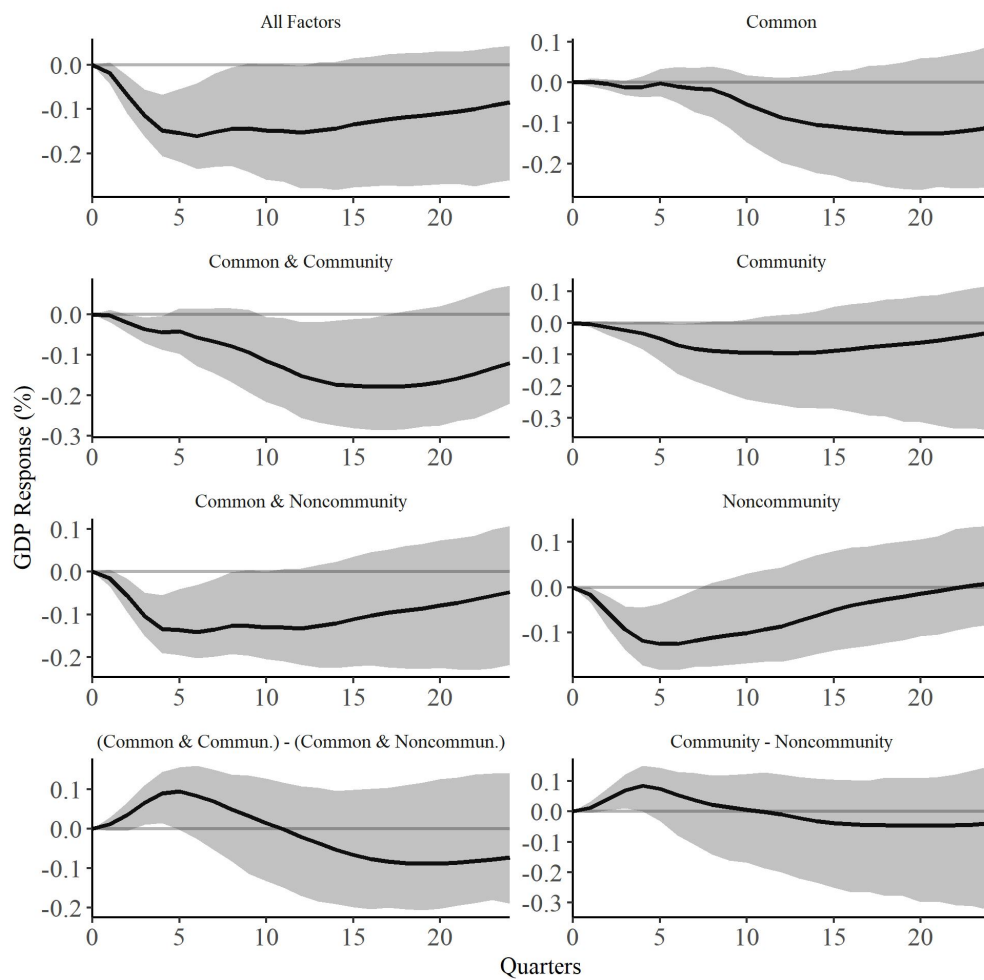 All Factors
0.0
-0.1
-0.2
0 5 10 15 20
Common
0.1
0.0
-0.1
-0.2
0 5 10 15 20
Common & Community
0.0
-0.1
-0.2
-0.3
0 5 10 15 20
Community
0.1
0.0
-0.1
-0.2
-0.3
0 5 10 15 20
Common & Noncommunity
0.1
0.0
-0.1
-0.2
0 5 10 15 20
Noncommunity
0.1
0.0
-0.1
0 5 10 15 20
(Common & Commun.) - (Common & Noncommun.)
0.1
0.0
-0.1
-0.2
0 5 10 15 20
Community - Noncommunity
0.1
0.0
-0.1
-0.2
-0.3
0 5 10 15 20
GDP Response (%)
Quarters